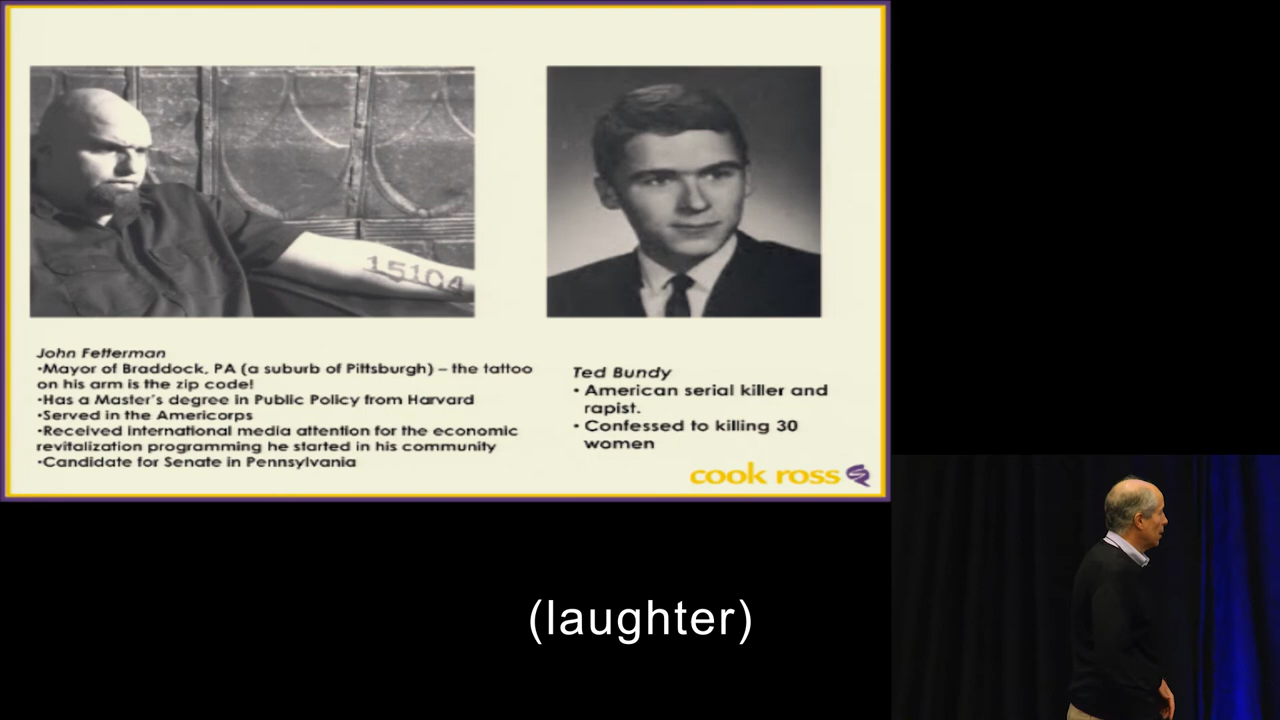 15104
John Fetterman
•Mayor of Braddock, PA (a suburb of Pittsburgh) – the tattoo
on his arm is the zip code!
•Has a Master's degree in Public Policy from Harvard
•Served in the Americorps
•Received international media attention for the economic
revitalization programming he started in his community
•Candidate for Senate in Pennsylvania
Ted Bundy
• American serial killer and
rapist.
• Confessed to killing 30
women
cook ross
(laughter)